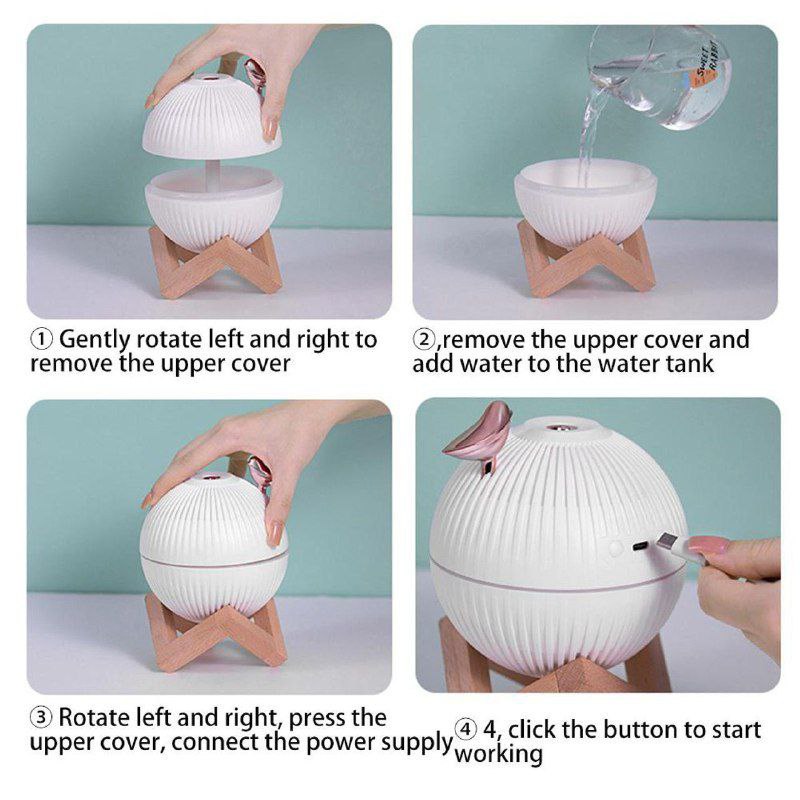 SWEET
RABBIT
① Gently rotate left and right to
remove the upper cover
②,remove the upper cover and
add water to the water tank
③ Rotate left and right, press the
upper cover, connect the power supply
④ 4, click the button to start
working